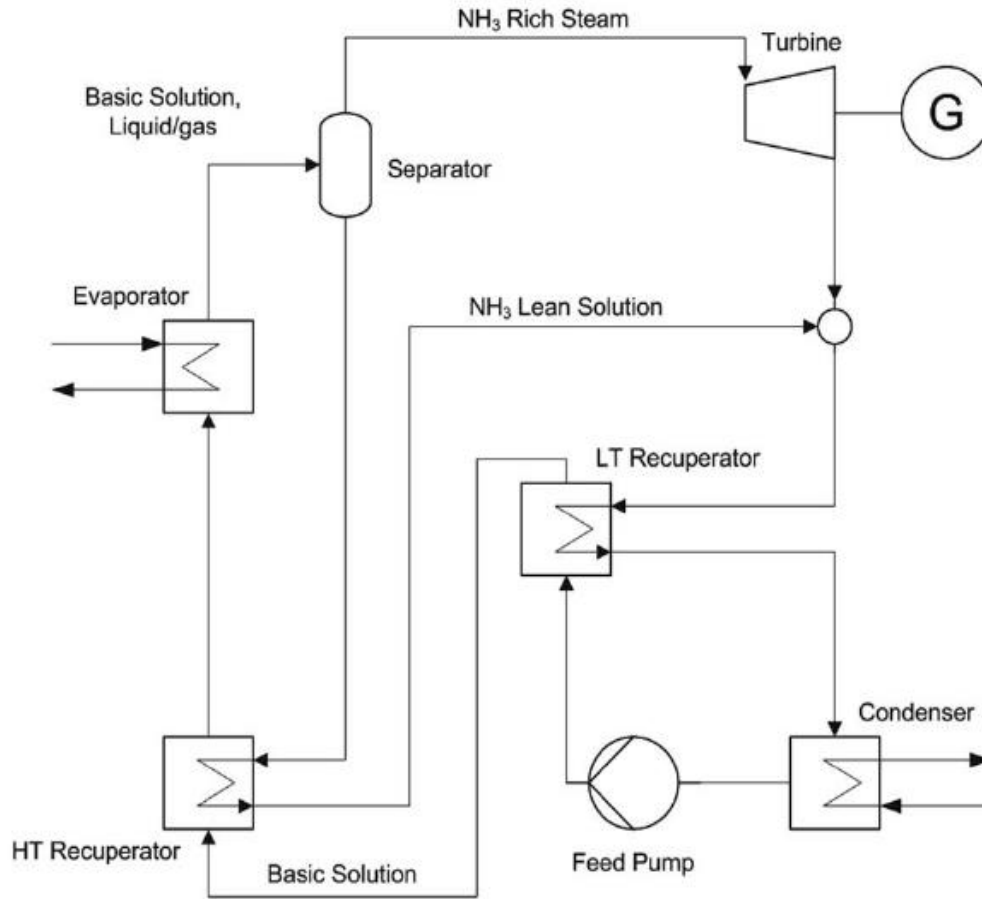 NH₃ Rich Steam
Turbine
Basic Solution,
Liquid/gas
G
Separator
Evaporator
NH₃ Lean Solution
LT Recuperator
Condenser
HT Recuperator
Basic Solution
Feed Pump